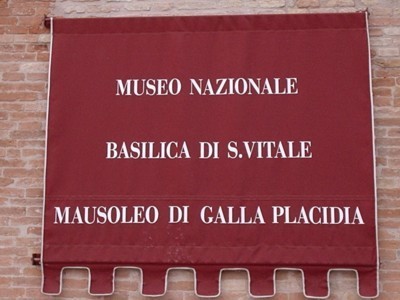 MUSEO NAZIONALE
BASILICA DI S.VITALE
MAUSOLEO DI GALLA PLACIDIA